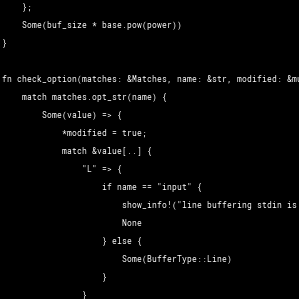 };
Some(buf_size * base.pow(power))
}
fn check_option(matches: &Matches, name: &str, modified: &mu
match matches.opt_str(name) {
Some(value) => {
*modified = true;
match &value[..] {
"L" => {
if name == "input" {
show_info!("line buffering stdin is
None
} else {
Some(BufferType::Line)
}
}